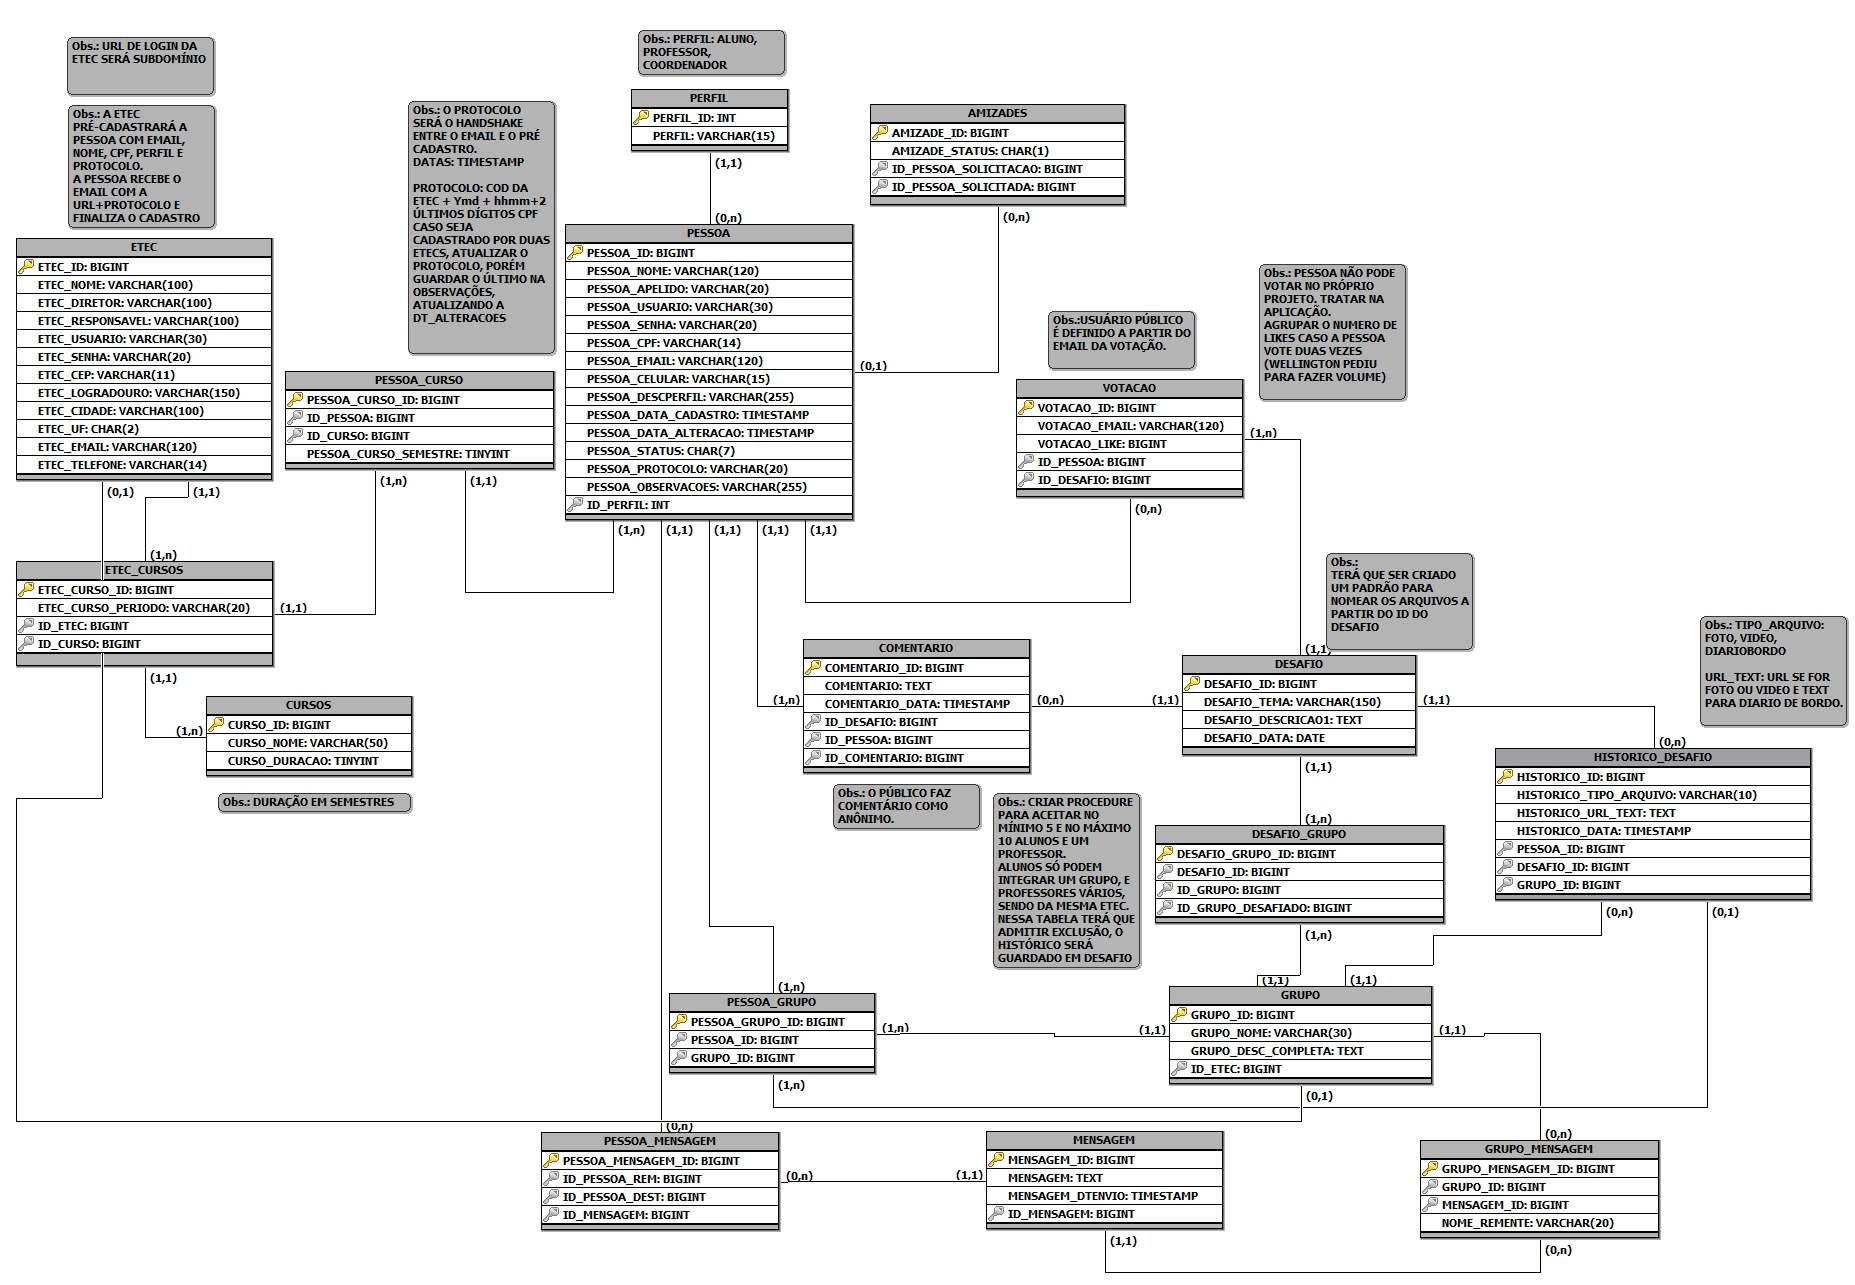 Obs.: URL DE LOGIN DA
ETEC SERÁ SUBDOMÍNIO
Obs.: A ETEC
PRÉ-CADASTRARÁ A
PESSOA COM EMAIL,
NOME, CPF, PERFIL E
PROTOCOLO.
A PESSOA RECEBE O
EMAIL COM A
URL+PROTOCOLO E
FINALIZA O CADASTRO
ETEC
ETEC_ID: BIGINT
ETEC_NOME: VARCHAR(100)
ETEC_DIRETOR: VARCHAR(100)
ETEC_RESPONSAVEL: VARCHAR(100)
ETEC_USUARIO: VARCHAR(30)
ETEC_SENHA: VARCHAR(20)
ETEC_CEP: VARCHAR(11)
ETEC_LOGRADOURO: VARCHAR(150)
ETEC_CIDADE: VARCHAR(100)
ETEC_UF: CHAR(2)
ETEC_EMAIL: VARCHAR(120)
ETEC_TELEFONE: VARCHAR(14)
(0,1)
(1,1)
(1,n)
ETEC_CURSOS
ETEC_CURSO_ID: BIGINT
ETEC_CURSO_PERIODO: VARCHAR(20)
ID_ETEC: BIGINT
ID_CURSO: BIGINT
(1,1)
(1,1)
(1,n)
CURSOS
CURSO_ID: BIGINT
CURSO_NOME: VARCHAR(50)
CURSO_DURACAO: TINYINT
Obs.: DURAÇÃO EM SEMESTRES
Obs.: O PROTOCOLO
SERÁ O HANDSHAKE
ENTRE O EMAIL E O PRÉ
CADASTRO.
DATAS: TIMESTAMP
PROTOCOLO: COD DA
ETEC + Ymd + hhmm+2
ÚLTIMOS DÍGITOS CPF
CASO SEJA
CADASTRADO POR DUAS
ETECS, ATUALIZAR O
PROTOCOLO, PORÉM
GUARDAR O ÚLTIMO NA
OBSERVAÇÕES,
ATUALIZANDO A
DT_ALTERACOES
PESSOA_CURSO
PESSOA_CURSO_ID: BIGINT
ID_PESSOA: BIGINT
ID_CURSO: BIGINT
PESSOA_CURSO_SEMESTRE: TINYINT
(1,n)
(1,1)
Obs.: PERFIL: ALUNO,
PROFESSOR,
COORDENADOR
PERFIL
PERFIL_ID: INT
PERFIL: VARCHAR(15)
(1,1)
(0,n)
PESSOA
PESSOA_ID: BIGINT
PESSOA_NOME: VARCHAR(120)
PESSOA_APELIDO: VARCHAR(20)
PESSOA_USUARIO: VARCHAR(30)
PESSOA_SENHA: VARCHAR(20)
PESSOA_CPF: VARCHAR(14)
PESSOA_EMAIL: VARCHAR(120)
PESSOA_CELULAR: VARCHAR(15)
PESSOA_DESCPERFIL: VARCHAR(255)
PESSOA_DATA_CADASTRO: TIMESTAMP
PESSOA_DATA_ALTERACAO: TIMESTAMP
PESSOA_STATUS: CHAR(7)
PESSOA_PROTOCOLO: VARCHAR(20)
PESSOA_OBSERVACOES: VARCHAR(255)
ID_PERFIL: INT
(0,1)
(1,n)
(1,1)
(1,1)
(1,1)
(1,1)
AMIZADES
AMIZADE_ID: BIGINT
AMIZADE_STATUS: CHAR(1)
ID_PESSOA_SOLICITACAO: BIGINT
ID_PESSOA_SOLICITADA: BIGINT
(0,n)
Obs.:USUÁRIO PÚBLICO
É DEFINIDO A PARTIR DO
EMAIL DA VOTAÇÃO.
Obs.: PESSOA NÃO PODE
VOTAR NO PRÓPRIO
PROJETO. TRATAR NA
APLICAÇÃO.
AGRUPAR O NUMERO DE
LIKES CASO A PESSOA
VOTE DUAS VEZES
(WELLINGTON PEDIU
PARA FAZER VOLUME)
VOTACAO
VOTACAO_ID: BIGINT
VOTACAO_EMAIL: VARCHAR(120)
VOTACAO_LIKE: BIGINT
ID_PESSOA: BIGINT
ID_DESAFIO: BIGINT
(1,n)
(0,n)
Obs.:
TERÁ QUE SER CRIADO
UM PADRÃO PARA
NOMEAR OS ARQUIVOS A
PARTIR DO ID DO
DESAFIO
(1,1)
COMENTARIO
COMENTARIO_ID: BIGINT
COMENTARIO: TEXT
COMENTARIO_DATA: TIMESTAMP
ID_DESAFIO: BIGINT
ID_PESSOA: BIGINT
ID_COMENTARIO: BIGINT
(1,n)
(0,n)
(1,1)
Obs.: O PÚBLICO FAZ
COMENTÁRIO COMO
ANÔNIMO.
DESAFIO
DESAFIO_ID: BIGINT
DESAFIO_TEMA: VARCHAR(150)
DESAFIO_DESCRICAO1: TEXT
DESAFIO_DATA: DATE
(1,1)
(1,1)
(1,n)
Obs.: TIPO_ARQUIVO:
FOTO, VIDEO,
DIARIOBORDO
URL_TEXT: URL SE FOR
FOTO OU VIDEO E TEXT
PARA DIARIO DE BORDO.
(0,n)
HISTORICO_DESAFIO
HISTORICO_ID: BIGINT
HISTORICO_TIPO_ARQUIVO: VARCHAR(10)
HISTORICO_URL_TEXT: TEXT
HISTORICO_DATA: TIMESTAMP
PESSOA_ID: BIGINT
DESAFIO_ID: BIGINT
GRUPO_ID: BIGINT
(0,n)
(0,1)
Obs.: CRIAR PROCEDURE
PARA ACEITAR NO
MÍNIMO 5 E NO MÁXIMO
10 ALUNOS E UM
PROFESSOR.
ALUNOS SÓ PODEM
INTEGRAR UM GRUPO, E
PROFESSORES VÁRIOS,
SENDO DA MESMA ETEC.
NESSA TABELA TERÁ QUE
ADMITIR EXCLUSÃO, O
HISTÓRICO SERÁ
GUARDADO EM DESAFIO
DESAFIO_GRUPO
DESAFIO_GRUPO_ID: BIGINT
DESAFIO_ID: BIGINT
ID_GRUPO: BIGINT
ID_GRUPO_DESAFIADO: BIGINT
(1,n)
(1,1)
(1,1)
(1,n)
PESSOA_GRUPO
PESSOA_GRUPO_ID: BIGINT
PESSOA_ID: BIGINT
GRUPO_ID: BIGINT
(1,n)
(1,n)
(1,1)
GRUPO
GRUPO_ID: BIGINT
GRUPO_NOME: VARCHAR(30)
GRUPO_DESC_COMPLETA: TEXT
ID_ETEC: BIGINT
(1,1)
(0,1)
(0,n)
PESSOA_MENSAGEM
PESSOA_MENSAGEM_ID: BIGINT
ID_PESSOA_REM: BIGINT
ID_PESSOA_DEST: BIGINT
ID_MENSAGEM: BIGINT
(0,n)
(1,1)
MENSAGEM
MENSAGEM_ID: BIGINT
MENSAGEM: TEXT
MENSAGEM_DTENVIO: TIMESTAMP
ID_MENSAGEM: BIGINT
(1,1)
(0,n)
GRUPO_MENSAGEM
GRUPO_MENSAGEM_ID: BIGINT
GRUPO_ID: BIGINT
MENSAGEM_ID: BIGINT
NOME_REMENTE: VARCHAR(20)
(0,n)